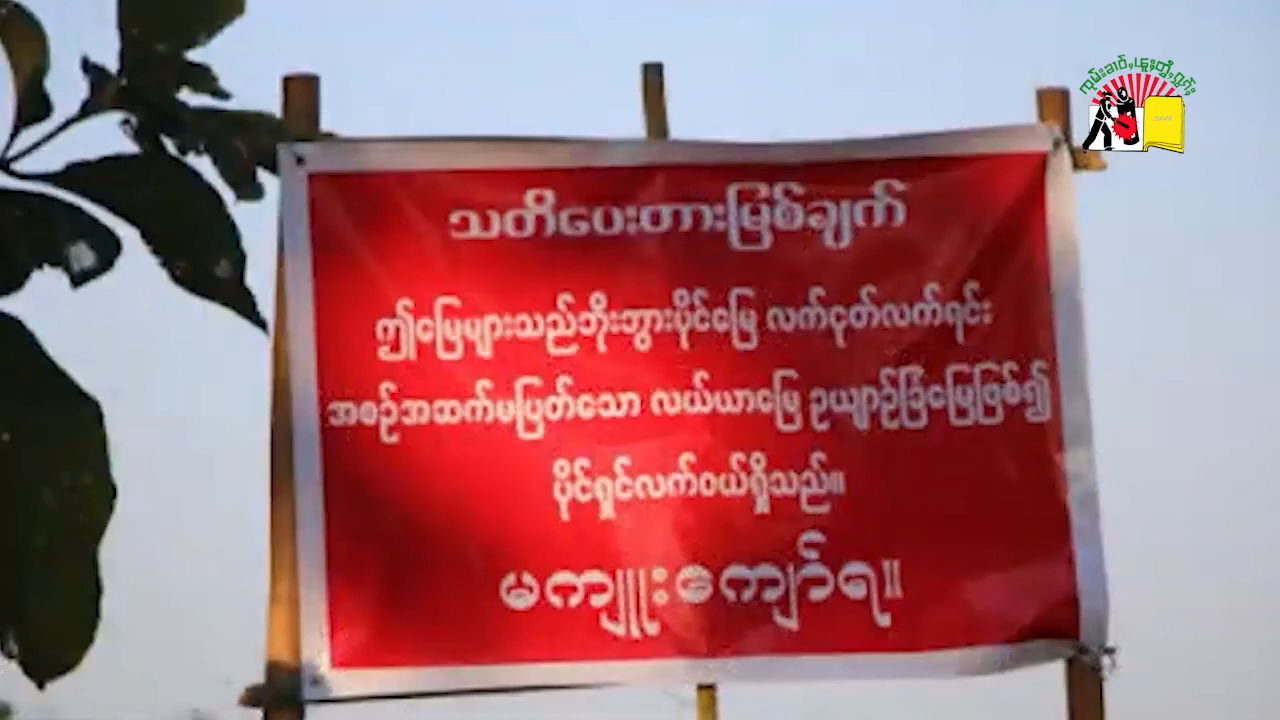 သတိပေးတားမြစ်ချက်
ဤမြေများသည်ဘိုးဘွားပိုင်မြေ လက်ငုတ်လက်ရင်း
အစဉ်အဆက်မပြတ်သော လယ်ယာမြေ ဥယျာဉ်ခြံမြေဖြစ်၍
ပိုင်ရှင်လက်ဝယ်ရှိသည်။
မကျူးကျော်ရ။